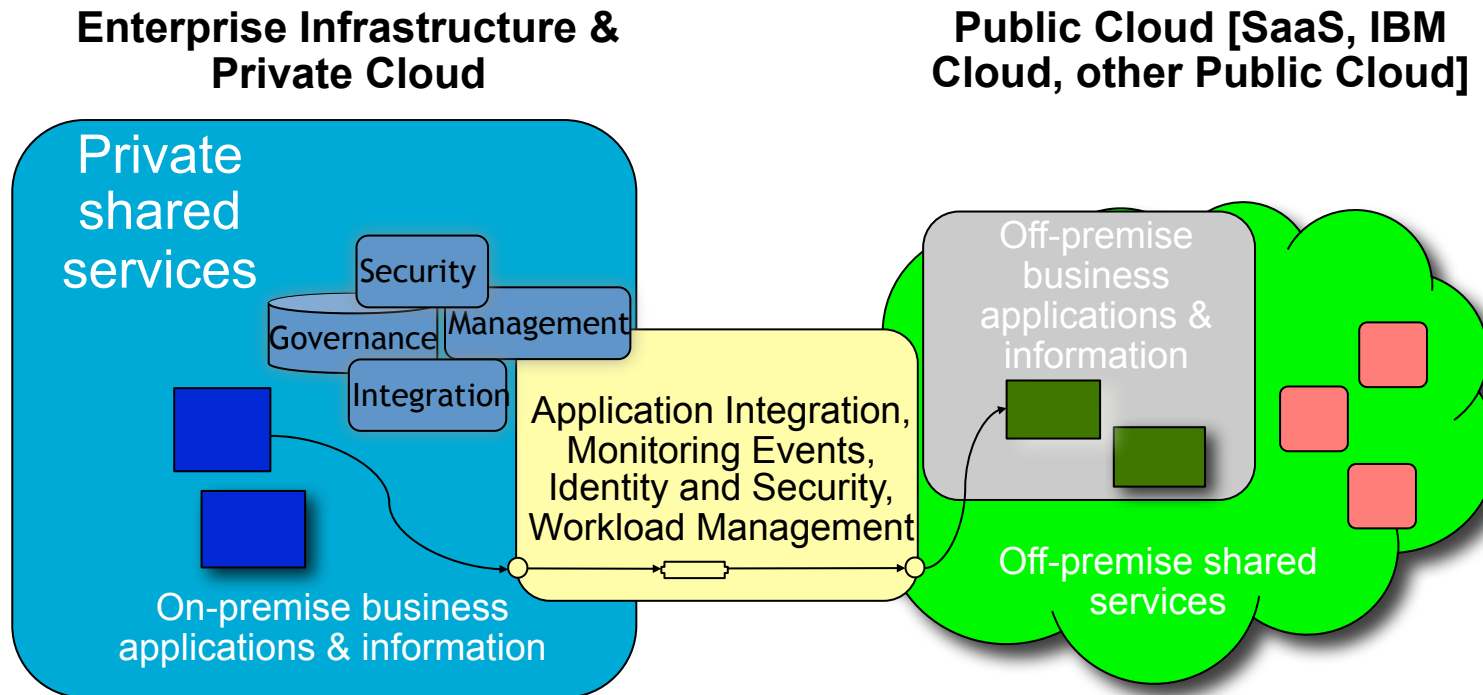 Enterprise Infrastructure &
Private Cloud
Public Cloud [SaaS, IBM
Cloud, other Public Cloud]
Private
shared
services
Security
Governance
Management
Integration
On-premise business
applications & information
Application Integration,
Monitoring Events,
Identity and Security,
Workload Management
Off-premise
business
applications &
information
Off-premise shared
services